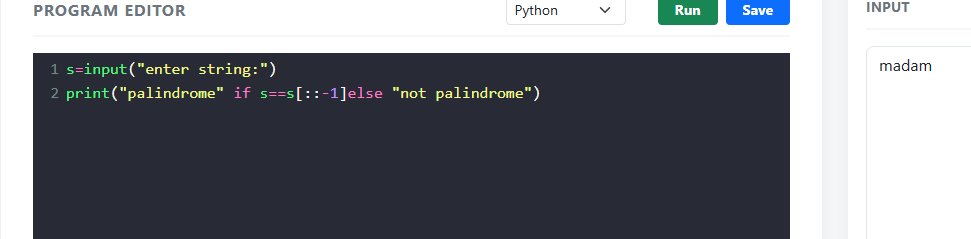 PROGRAM EDITOR
Python
Run
Save
INPUT
1 s=input("enter string:")
2 print("palindrome" if s==s[::-1]else "not palindrome")
madam